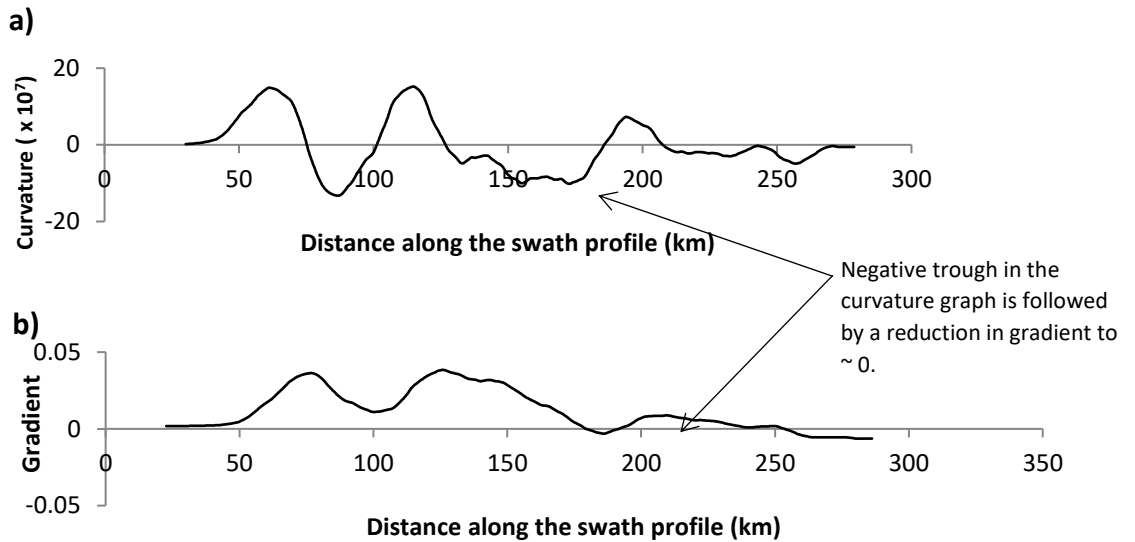 a)
Curvature ( x 10⁷)
20
0
-20
0 50 100 150 200 250 300
Distance along the swath profile (km)
Negative trough in the
curvature graph is followed
by a reduction in gradient to
~ 0.
b)
Gradient
0.05
0
-0.05
0 50 100 150 200 250 300 350
Distance along the swath profile (km)